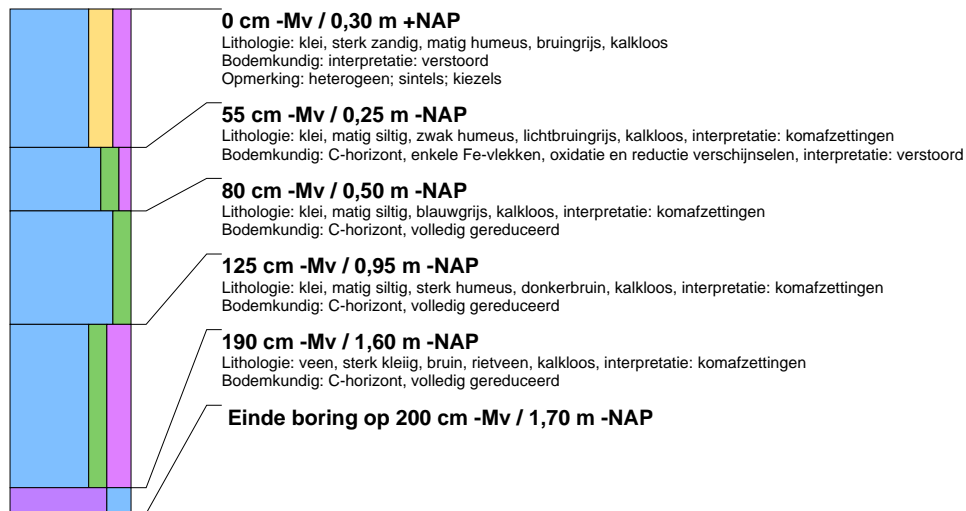 0 cm -Mv / 0,30 m +NAP
Lithologie: klei, sterk zandig, matig humeus, bruingrijs, kalkloos
Bodemkundig: interpretatie: verstoord
Opmerking: heterogeen; sintels; kiezels
55 cm -Mv / 0,25 m -NAP
Lithologie: klei, matig siltig, zwak humeus, lichtbruingrijs, kalkloos, interpretatie: komafzettingen
Bodemkundig: C-horizont, enkele Fe-vlekken, oxidatie en reductie verschijnselen, interpretatie: verstoord
80 cm -Mv / 0,50 m -NAP
Lithologie: klei, matig siltig, blauwgrijs, kalkloos, interpretatie: komafzettingen
Bodemkundig: C-horizont, volledig gereduceerd
125 cm -Mv / 0,95 m -NAP
Lithologie: klei, matig siltig, sterk humeus, donkerbruin, kalkloos, interpretatie: komafzettingen
Bodemkundig: C-horizont, volledig gereduceerd
190 cm -Mv / 1,60 m -NAP
Lithologie: veen, sterk kleiig, bruin, rietveen, kalkloos, interpretatie: komafzettingen
Bodemkundig: C-horizont, volledig gereduceerd
Einde boring op 200 cm -Mv / 1,70 m -NAP